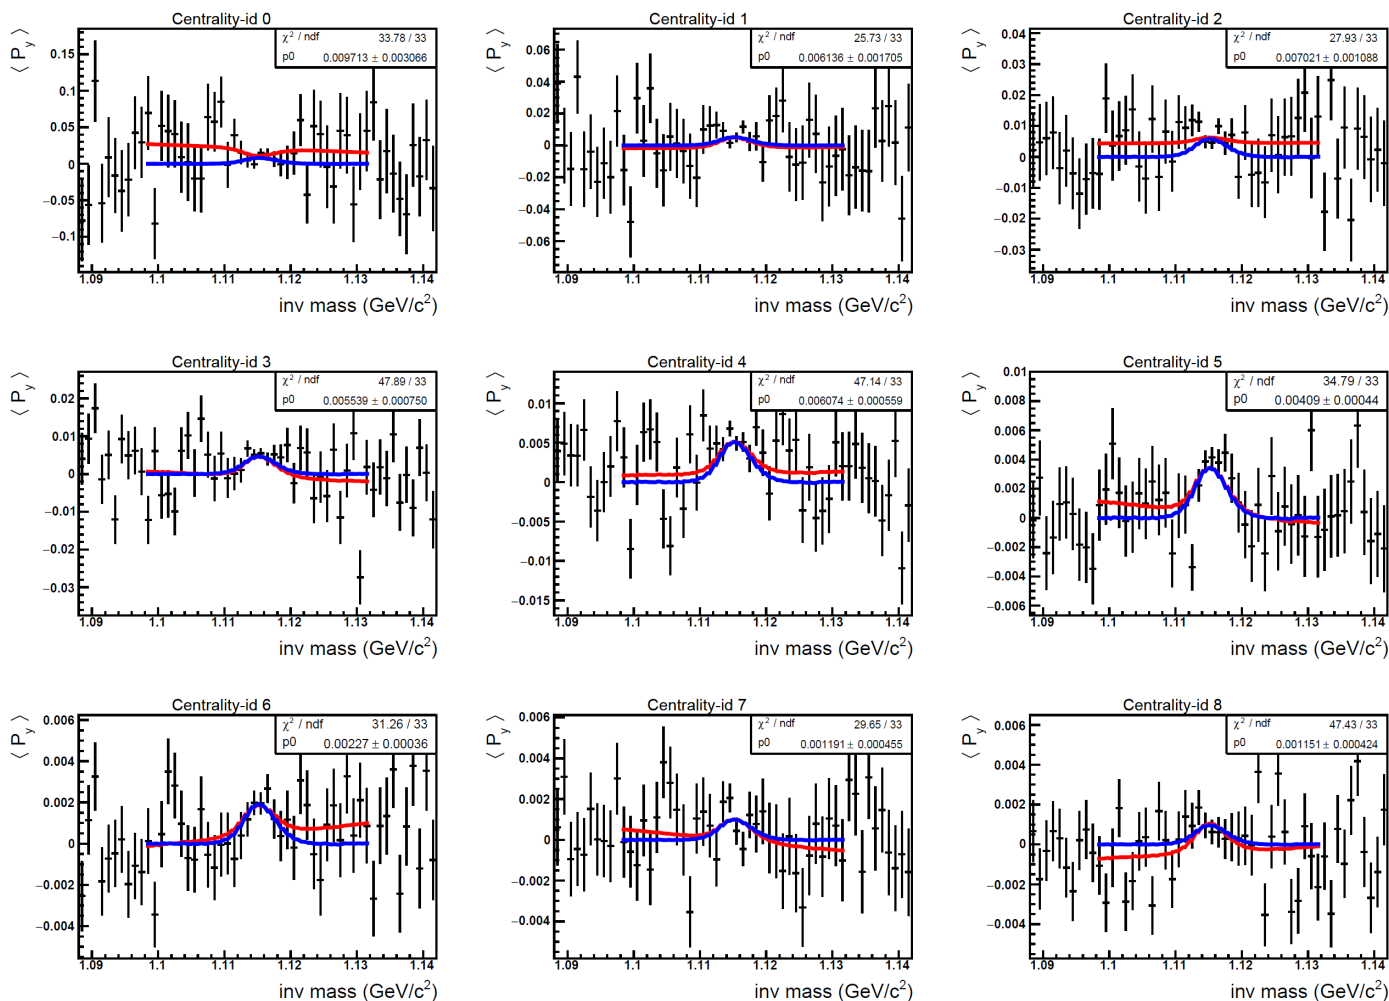 Centrality-id 0
⟨ P_y ⟩
χ² / ndf 33.78 / 33
p0 0.009713 ± 0.003066
0.15
0.1
0.05
0
−0.05
−0.1
1.09 1.1 1.11 1.12 1.13 1.14
inv mass (GeV/c²)
Centrality-id 1
⟨ P_y ⟩
χ² / ndf 25.73 / 33
p0 0.006136 ± 0.001705
0.06
0.04
0.02
0
−0.02
−0.04
−0.06
1.09 1.1 1.11 1.12 1.13 1.14
inv mass (GeV/c²)
Centrality-id 2
⟨ P_y ⟩
χ² / ndf 27.93 / 33
p0 0.007021 ± 0.001088
0.04
0.03
0.02
0.01
0
−0.01
−0.02
−0.03
1.09 1.1 1.11 1.12 1.13 1.14
inv mass (GeV/c²)
Centrality-id 3
⟨ P_y ⟩
χ² / ndf 47.89 / 33
p0 0.005539 ± 0.000750
0.02
0.01
0
−0.01
−0.02
−0.03
1.09 1.1 1.11 1.12 1.13 1.14
inv mass (GeV/c²)
Centrality-id 4
⟨ P_y ⟩
χ² / ndf 47.14 / 33
p0 0.006074 ± 0.000559
0.01
0.005
0
−0.005
−0.01
−0.015
1.09 1.1 1.11 1.12 1.13 1.14
inv mass (GeV/c²)
Centrality-id 5
⟨ P_y ⟩
χ² / ndf 34.79 / 33
p0 0.00409 ± 0.00044
0.01
0.008
0.006
0.004
0.002
0
−0.002
−0.004
−0.006
1.09 1.1 1.11 1.12 1.13 1.14
inv mass (GeV/c²)
Centrality-id 6
⟨ P_y ⟩
χ² / ndf 31.26 / 33
p0 0.00227 ± 0.00036
0.006
0.004
0.002
0
−0.002
−0.004
1.09 1.1 1.11 1.12 1.13 1.14
inv mass (GeV/c²)
Centrality-id 7
⟨ P_y ⟩
χ² / ndf 29.65 / 33
p0 0.001191 ± 0.000455
0.006
0.004
0.002
0
−0.002
−0.004
1.09 1.1 1.11 1.12 1.13 1.14
inv mass (GeV/c²)
Centrality-id 8
⟨ P_y ⟩
χ² / ndf 47.43 / 33
p0 0.001151 ± 0.000424
0.006
0.004
0.002
0
−0.002
−0.004
1.09 1.1 1.11 1.12 1.13 1.14
inv mass (GeV/c²)